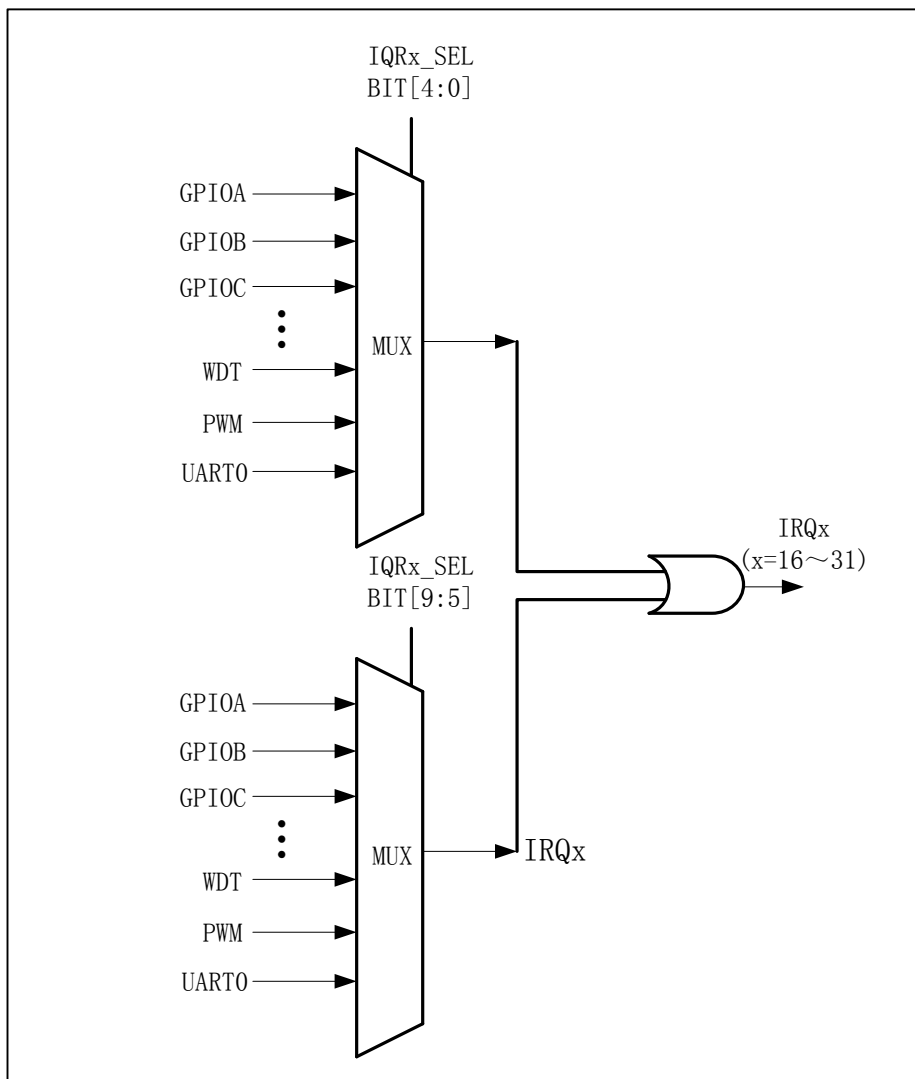 IQRx_SEL
BIT[4:0]
GPIOA
GPIOB
GPIOC
WDT
PWM
UART0
MUX
IRQx
(x=16～31)
IQRx_SEL
BIT[9:5]
GPIOA
GPIOB
GPIOC
WDT
PWM
UART0
MUX
IRQx